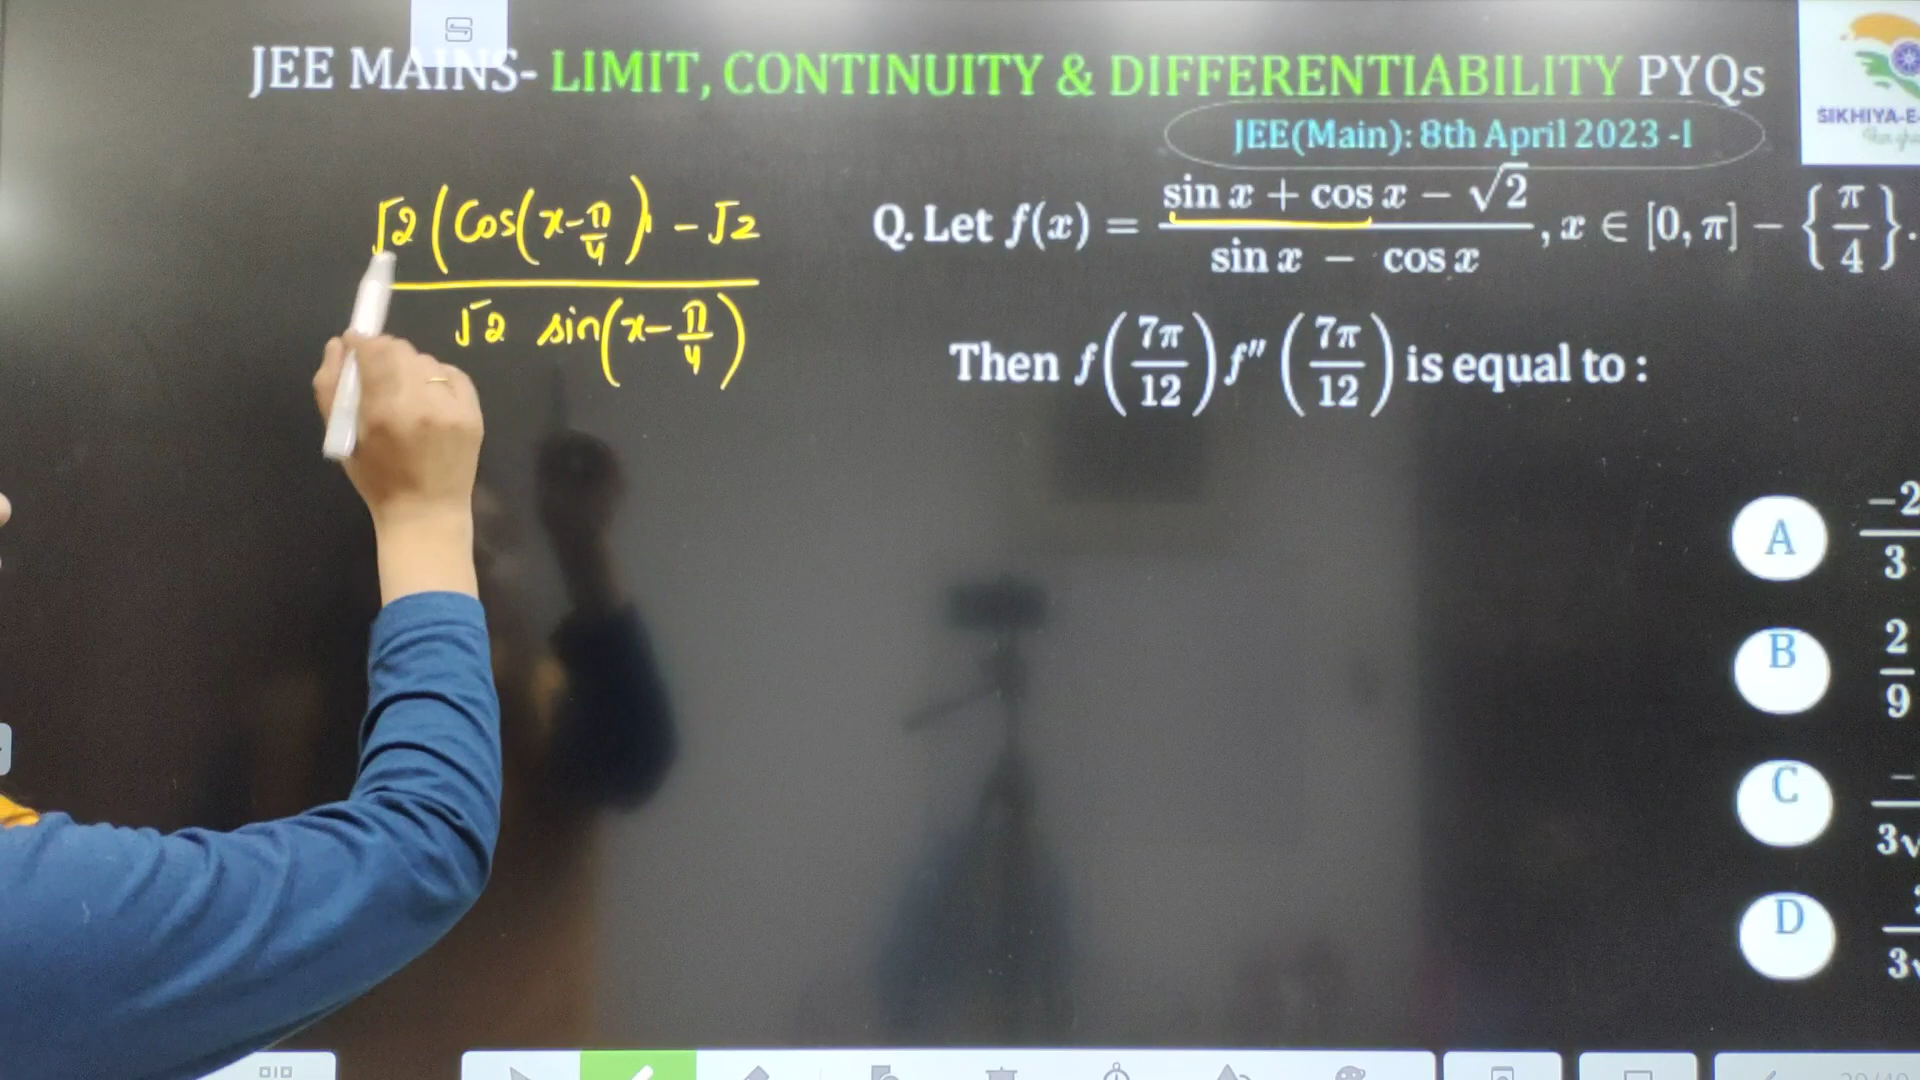 JEE MAINS- LIMIT, CONTINUITY & DIFFERENTIABILITY PYQs
SIKHIYA-E-
JEE(Main): 8th April 2023 -I
√2 (Cos(x-π/4) - √2
√2 sin(x-π/4)
Q. Let f(x) = (sin x + cos x − √2)/(sin x − cos x), x ∈ [0, π] − {π/4}.
Then f(7π/12) f″(7π/12) is equal to :
A −2/3
B 2/9
C −/3√
D /3√